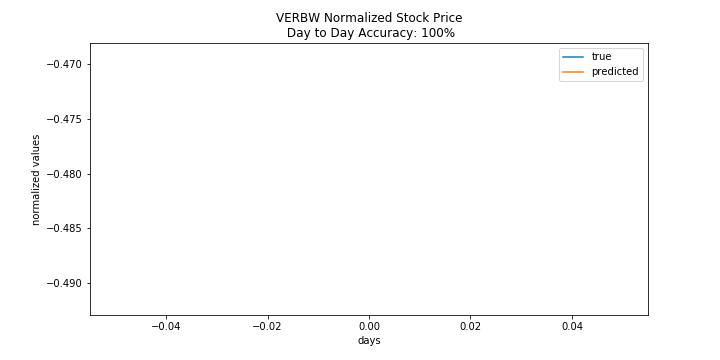 VERBW Normalized Stock Price
Day to Day Accuracy: 100%
true
predicted
−0.470
−0.475
−0.480
−0.485
−0.490
normalized values
−0.04
−0.02
0.00
0.02
0.04
days